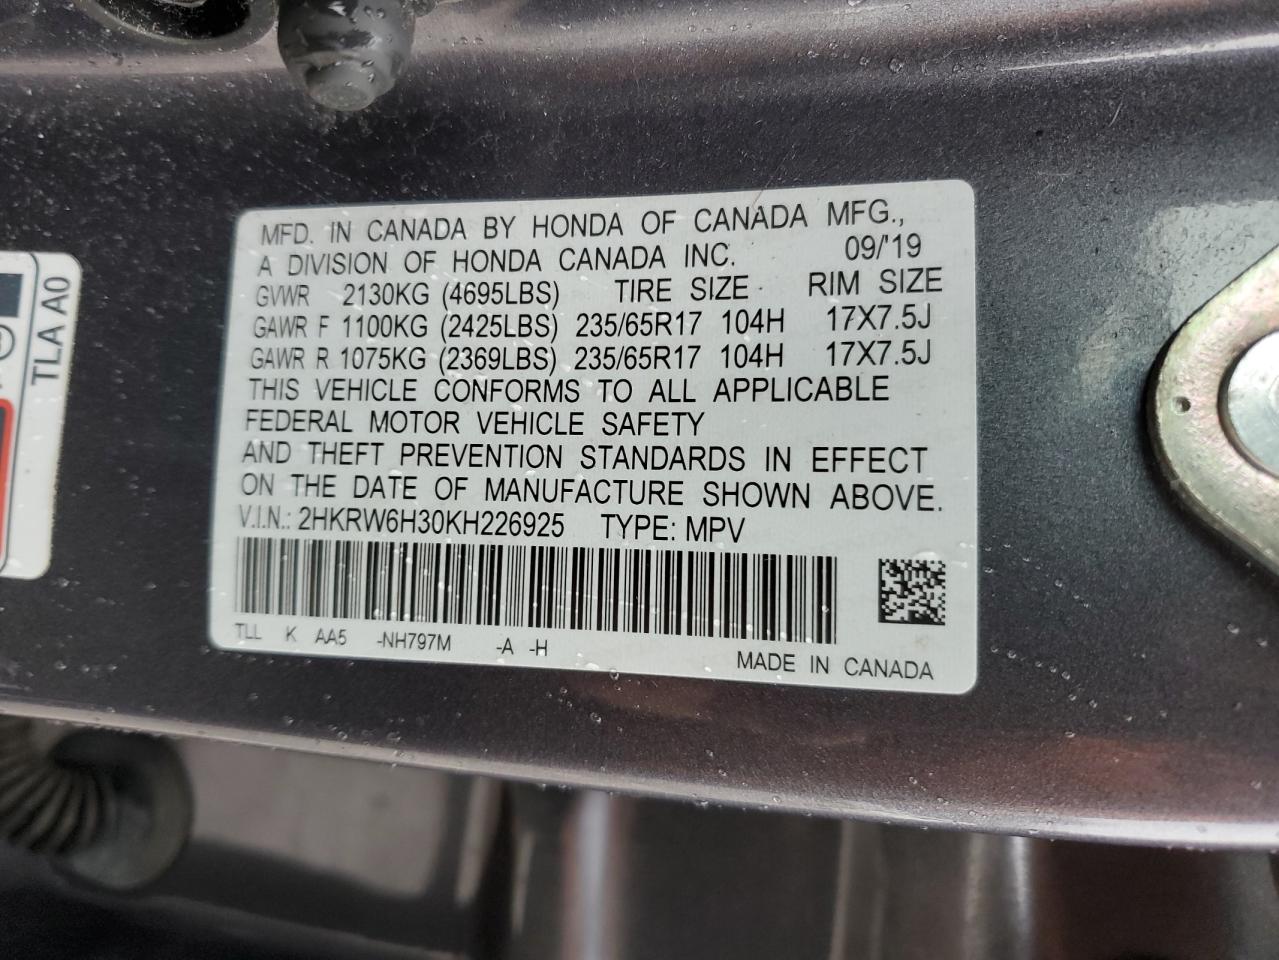 MFD. IN CANADA BY HONDA OF CANADA MFG.,
A DIVISION OF HONDA CANADA INC. 09/'19
GVWR 2130KG (4695LBS) TIRE SIZE RIM SIZE
GAWR F 1100KG (2425LBS) 235/65R17 104H 17X7.5J
GAWR R 1075KG (2369LBS) 235/65R17 104H 17X7.5J
THIS VEHICLE CONFORMS TO ALL APPLICABLE
FEDERAL MOTOR VEHICLE SAFETY
AND THEFT PREVENTION STANDARDS IN EFFECT
ON THE DATE OF MANUFACTURE SHOWN ABOVE.
V.I.N.: 2HKRW6H30KH226925 TYPE: MPV
TLL K AA5 -NH797M -A -H
MADE IN CANADA
TLA A0